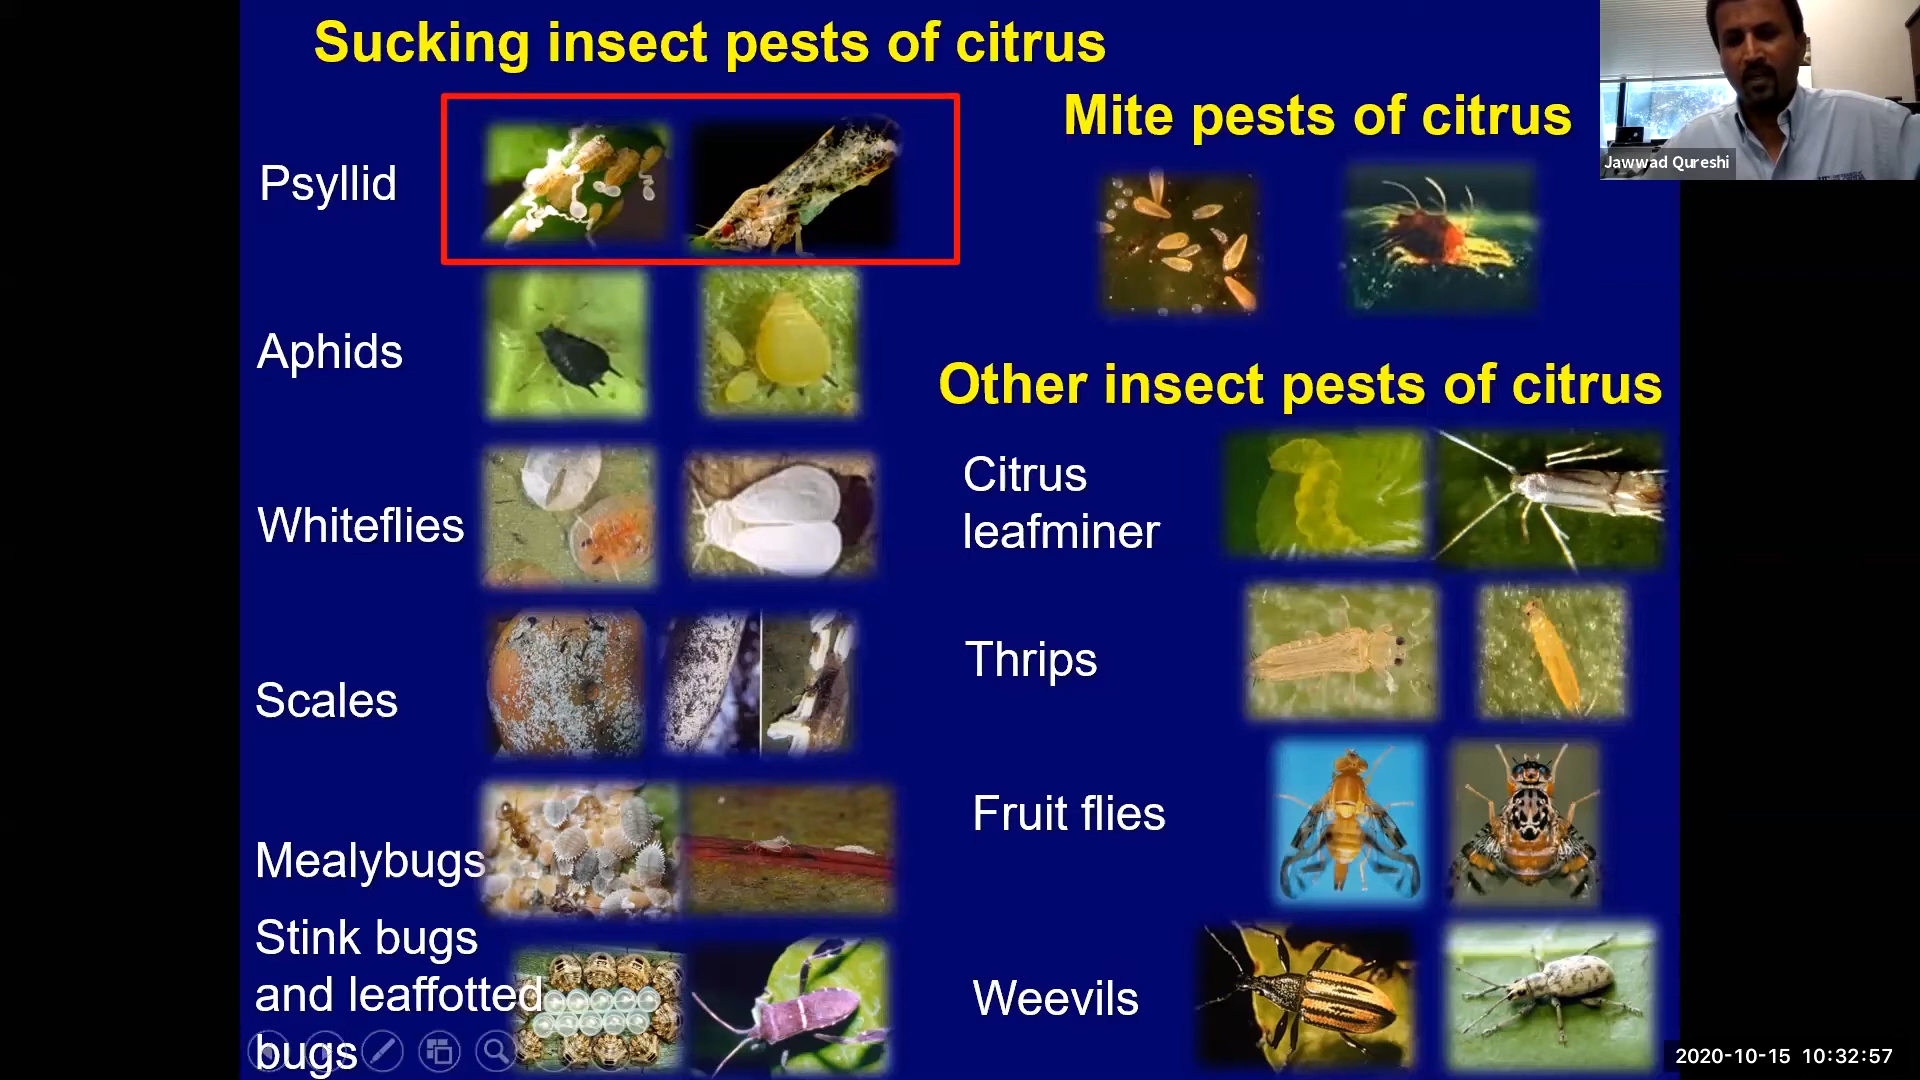 Sucking insect pests of citrus
Psyllid
Aphids
Whiteflies
Scales
Mealybugs
Stink bugs
and leaffotted
bugs
Mite pests of citrus
Other insect pests of citrus
Citrus
leafminer
Thrips
Fruit flies
Weevils
Jawwad Qureshi
2020-10-15 10:32:57